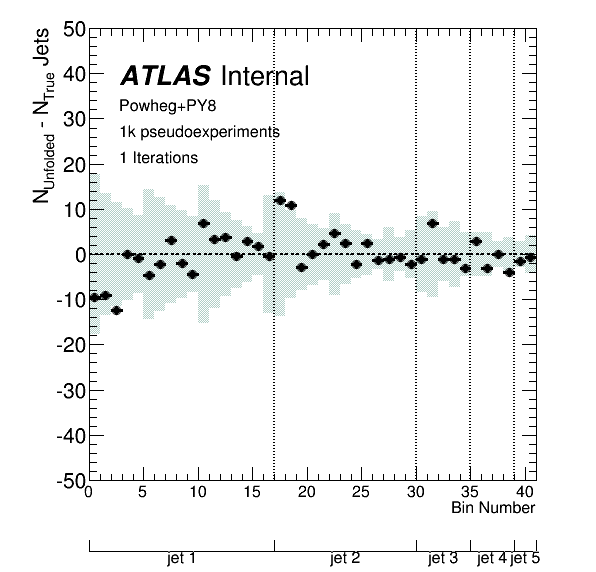 N_Unfolded - N_True Jets
50
40
30
20
10
0
-10
-20
-30
-40
-50
ATLAS Internal
Powheg+PY8
1k pseudoexperiments
1 Iterations
0 5 10 15 20 25 30 35 40
Bin Number
jet 1 jet 2 jet 3 jet 4 jet 5